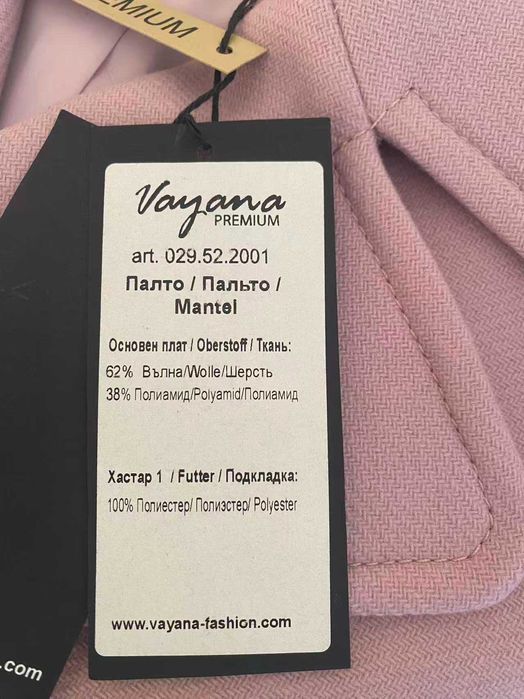 PREMIUM
Vayana
PREMIUM
art. 029.52.2001
Палто / Пальто /
Mantel
Основен плат / Oberstoff / Ткань:
62% Вълна/Wolle/Шерсть
38% Полиамид/Polyamid/Полиамид
Хастар 1 / Futter / Подкладка:
100% Полиестер/ Полиэстер/ Polyester
www.vayana-fashion.com
.com